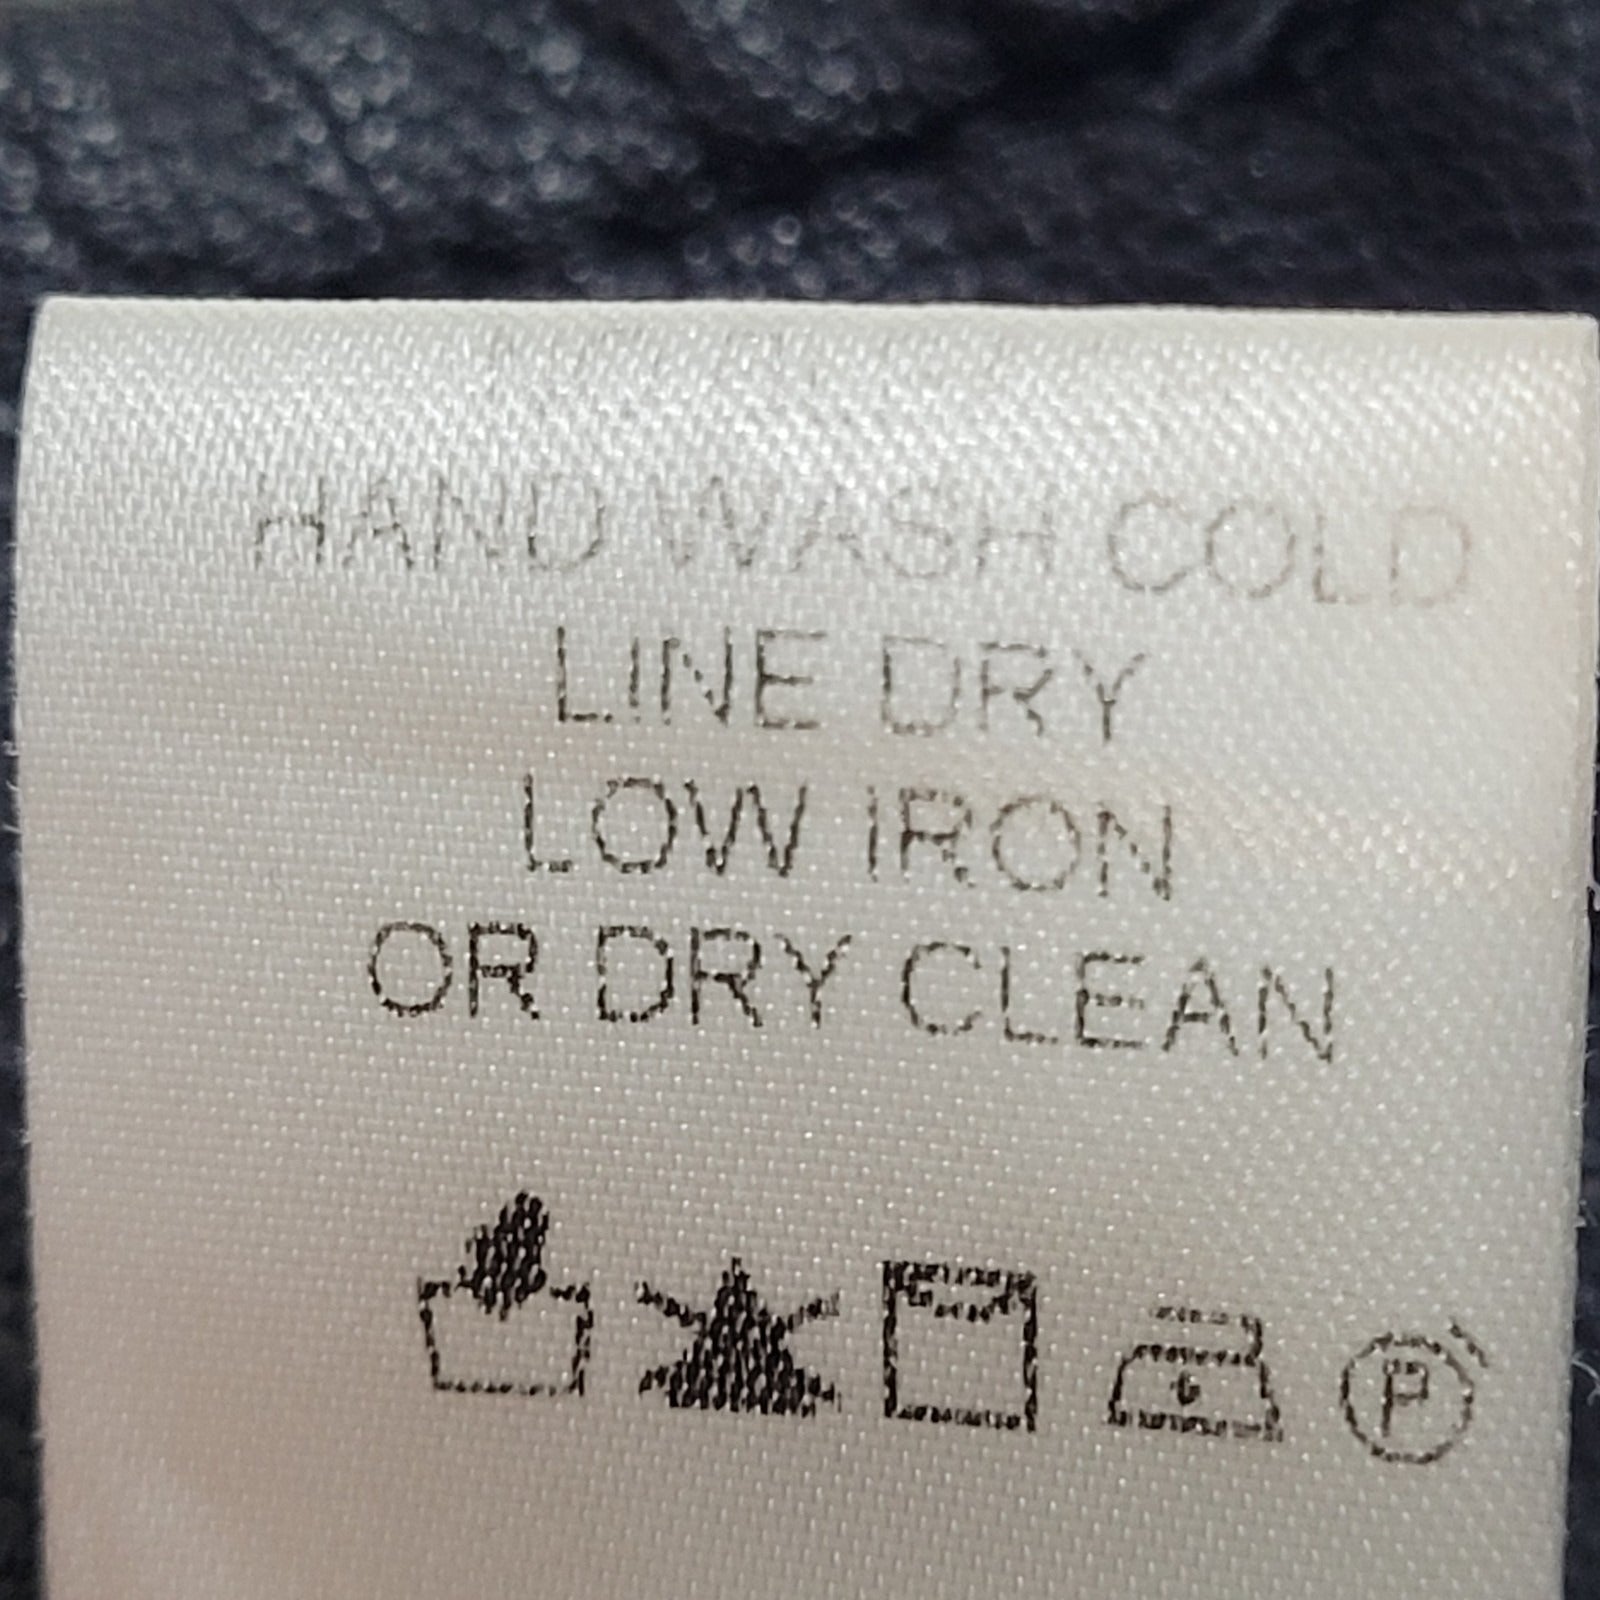 HAND WASH COLD
LINE DRY
LOW IRON
OR DRY CLEAN
P